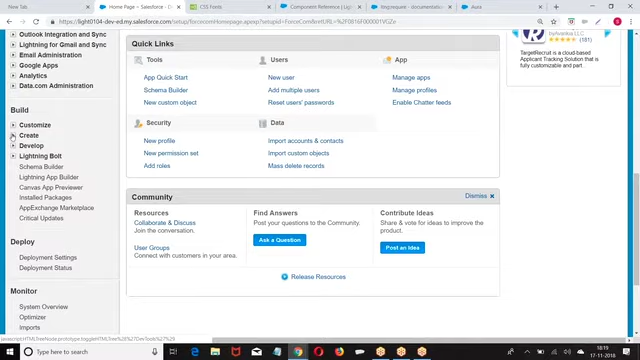 New Tab
Home Page ~ Salesforce -
CSS Fonts
Component Reference | Lig
Aura
https://light0104-dev-ed.my.salesforce.com/setup/forcecomHomepage.apexp?setupid=ForceCom&
Outlook Integration and Sync
Lightning for Gmail and Sync
Email Administration
Google Apps
Analytics
Data.com Administration
Build
Customize
Create
Develop
Lightning Bolt
Schema Builder
Lightning App Builder
Canvas App Previewer
Installed Packages
AppExchange Marketplace
Critical Updates
Deploy
Deployment Settings
Deployment Status
Monitor
System Overview
Optimizer
Imports
Quick Links
Tools
Users
App
App Quick Start
New user
Manage apps
Schema Builder
Add multiple users
Manage profiles
New custom object
Reset users' passwords
Enable Chatter feeds
Security
Data
New profile
Import accounts & contacts
New permission set
Import custom objects
Add roles
Mass delete records
Community
Dismiss
Resources
Collaborate & Discuss
Join the conversation.
User Groups
Connect with customers in your area.
Find Answers
Post your questions to the Community.
Ask a Question
Contribute Ideas
Suggest and vote for ideas to improve the
product.
Post an Idea
Release Resources
(181)
TargetRecruit is a cloud-based
Applicant Tracking Solution that is
fully customizable and part
Type here to search
18:19
17-11-2018